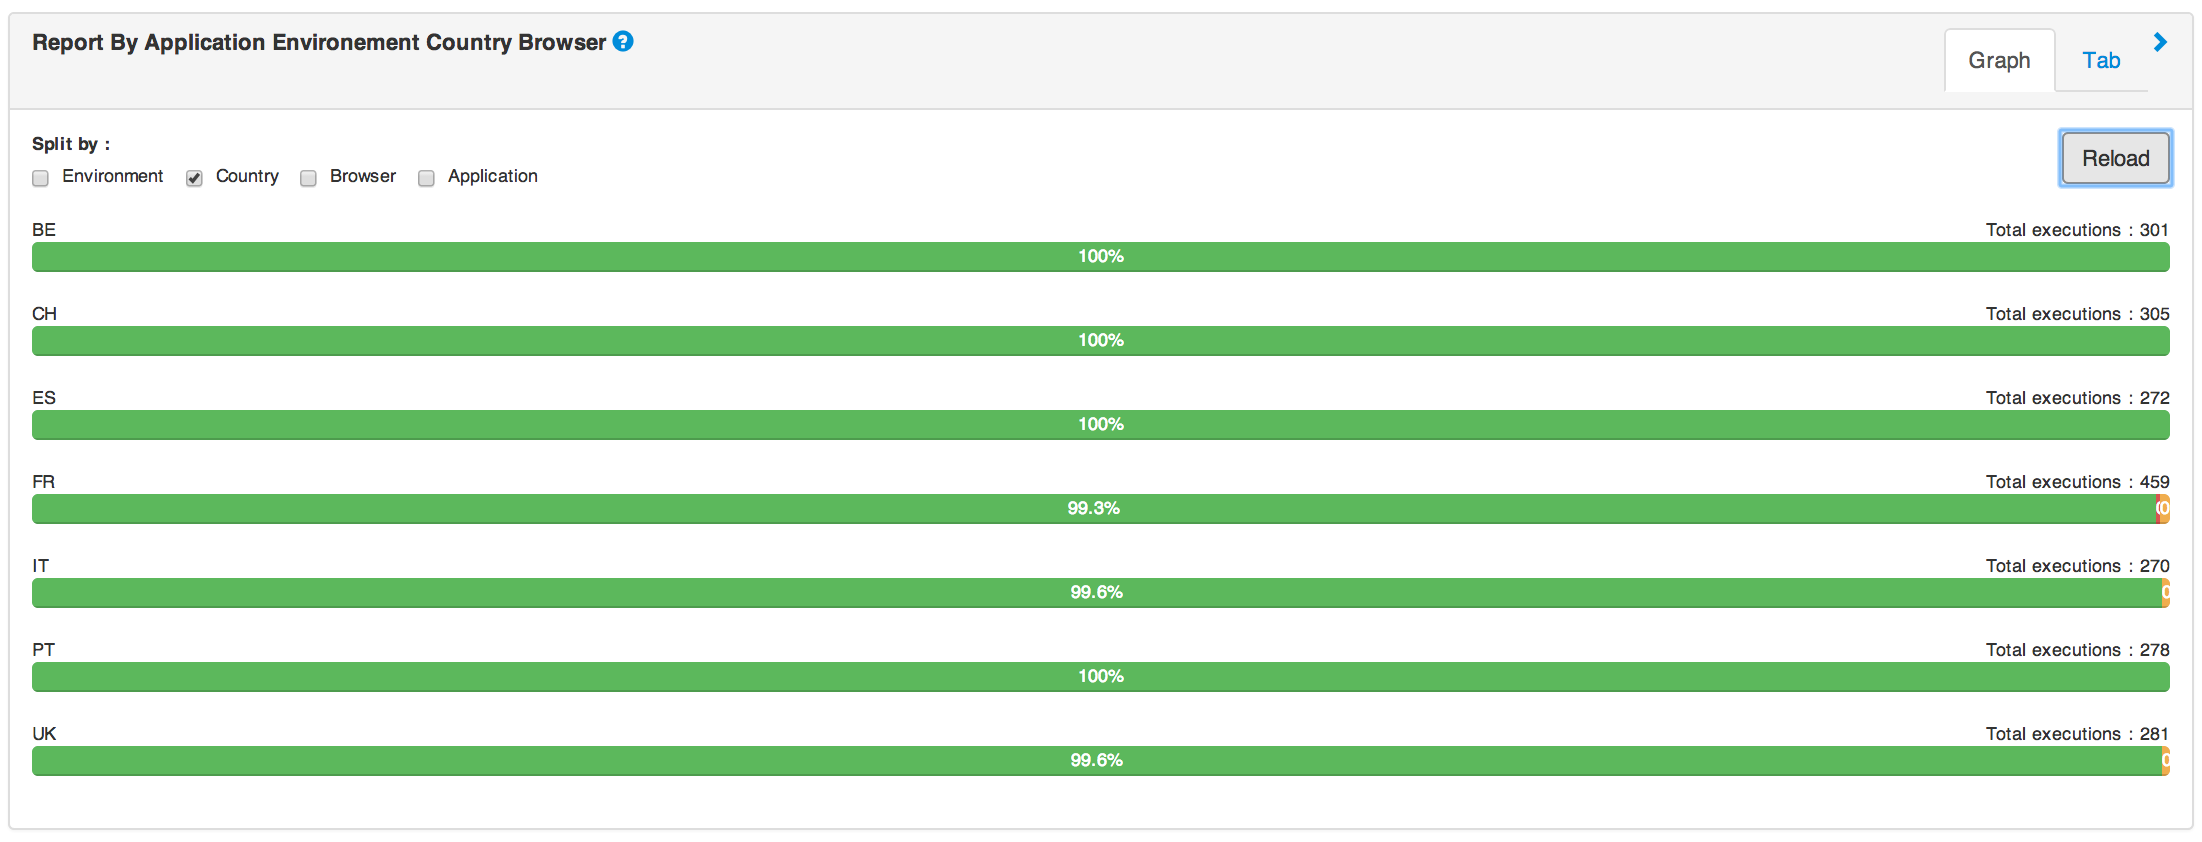 Report By Application Environement Country Browser ?
Graph
Tab
Split by :
Reload
Environment Country Browser Application
BE Total executions : 301
100%
CH Total executions : 305
100%
ES Total executions : 272
100%
FR Total executions : 459
99.3%
IT Total executions : 270
99.6%
PT Total executions : 278
100%
UK Total executions : 281
99.6%